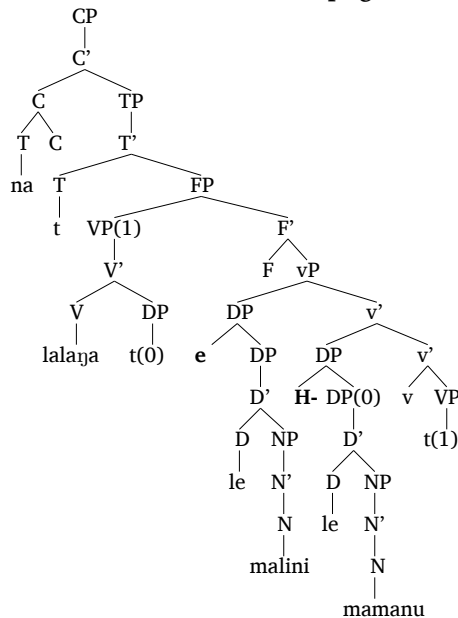 CP
C'
C TP
T C T'
na T FP
t VP(1) F'
V' F vP
V DP DP v'
lalaŋa t(0) e DP DP v'
D' H- DP(0) v VP
D NP D' t(1)
le N' D NP
N le N'
malini N
mamanu